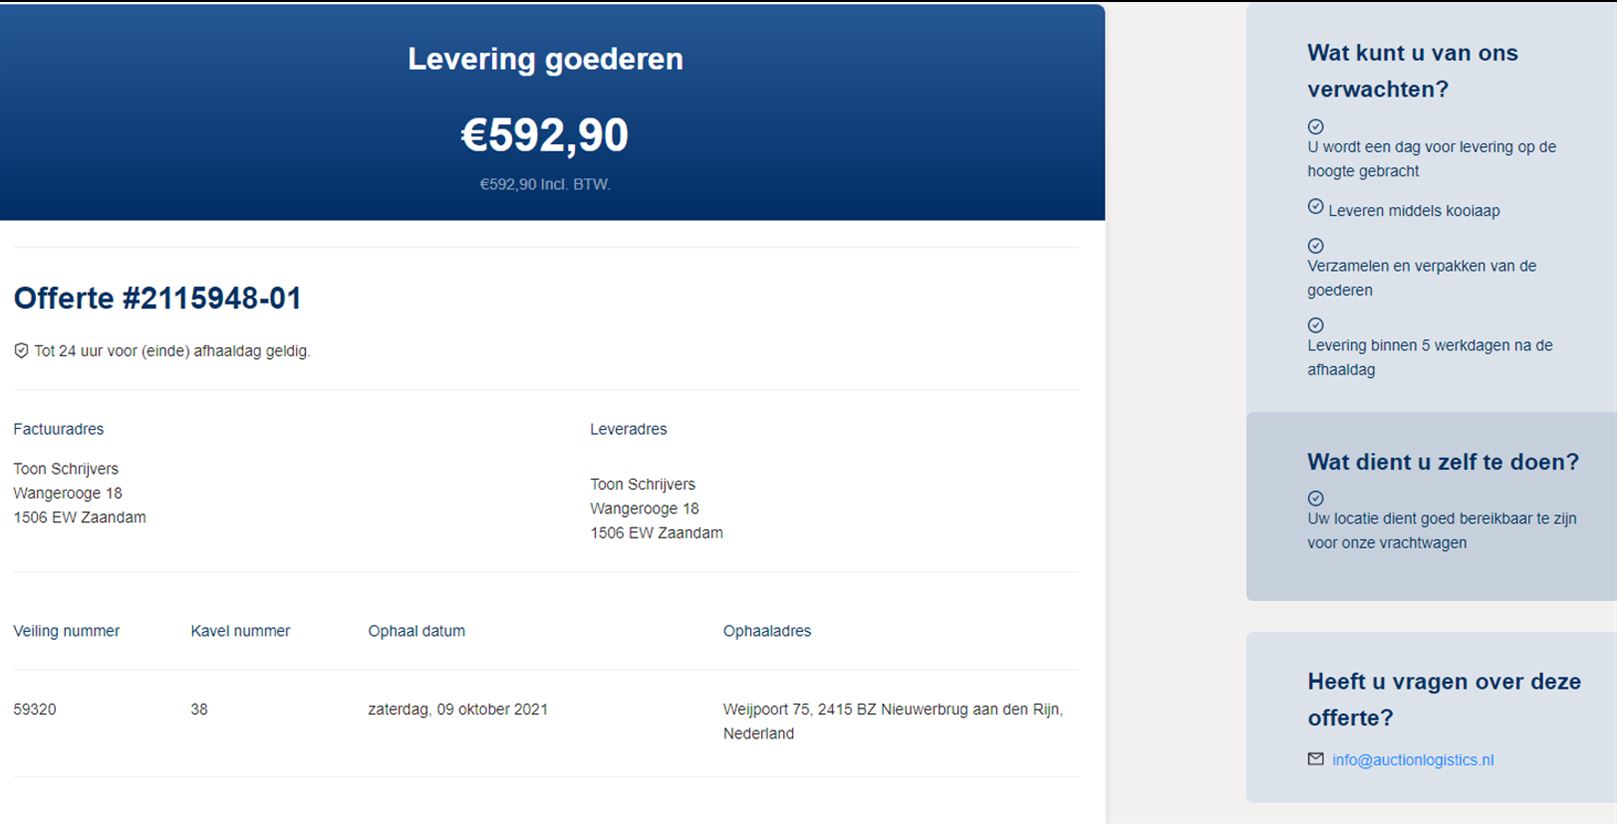 Levering goederen
€592,90
€592,90 Incl. BTW.
Offerte #2115948-01
Tot 24 uur voor (einde) afhaaldag geldig.
Factuuradres
Toon Schrijvers
Wangerooge 18
1506 EW Zaandam
Leveradres
Toon Schrijvers
Wangerooge 18
1506 EW Zaandam
Veiling nummer Kavel nummer Ophaal datum Ophaaladres
59320 38 zaterdag, 09 oktober 2021 Weijpoort 75, 2415 BZ Nieuwerbrug aan den Rijn,
Nederland
Wat kunt u van ons
verwachten?
U wordt een dag voor levering op de
hoogte gebracht
Leveren middels kooiaap
Verzamelen en verpakken van de
goederen
Levering binnen 5 werkdagen na de
afhaaldag
Wat dient u zelf te doen?
Uw locatie dient goed bereikbaar te zijn
voor onze vrachtwagen
Heeft u vragen over deze
offerte?
info@auctionlogistics.nl